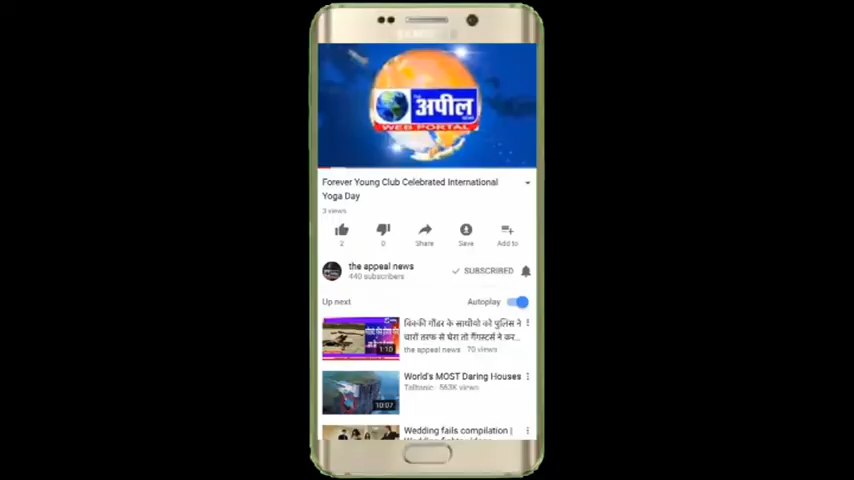 SAMSUNG
अपील
WEB PORTAL
Forever Young Club Celebrated International
Yoga Day
3 views
2
0
Share
Save
Add to
the appeal news
440 subscribers
SUBSCRIBED
Up next
Autoplay
विक्की गौंडर के साथीयो को पुलिस ने
चारों तरफ से घेरा तो गैंगस्टर्स ने कर...
the appeal news 70 views
1:10
World's MOST Daring Houses
Talltanic 563K views
10:07
Wedding fails compilation |